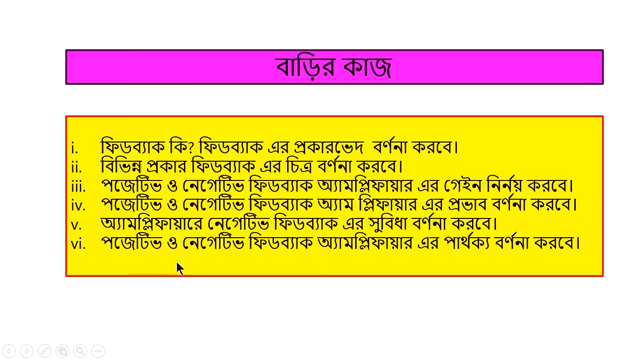 বাড়ির কাজ
i. ফিডব্যাক কি? ফিডব্যাক এর প্রকারভেদ বর্ণনা করবে।
ii. বিভিন্ন প্রকার ফিডব্যাক এর চিত্র বর্ণনা করবে।
iii. পজেটিভ ও নেগেটিভ ফিডব্যাক অ্যামপ্লিফায়ার এর গেইন নির্নয় করবে।
iv. পজেটিভ ও নেগেটিভ ফিডব্যাক অ্যাম প্লিফায়ার এর প্রভাব বর্ণনা করবে।
v. অ্যামপ্লিফায়ারে নেগেটিভ ফিডব্যাক এর সুবিধা বর্ণনা করবে।
vi. পজেটিভ ও নেগেটিভ ফিডব্যাক অ্যামপ্লিফায়ার এর পার্থক্য বর্ণনা করবে।